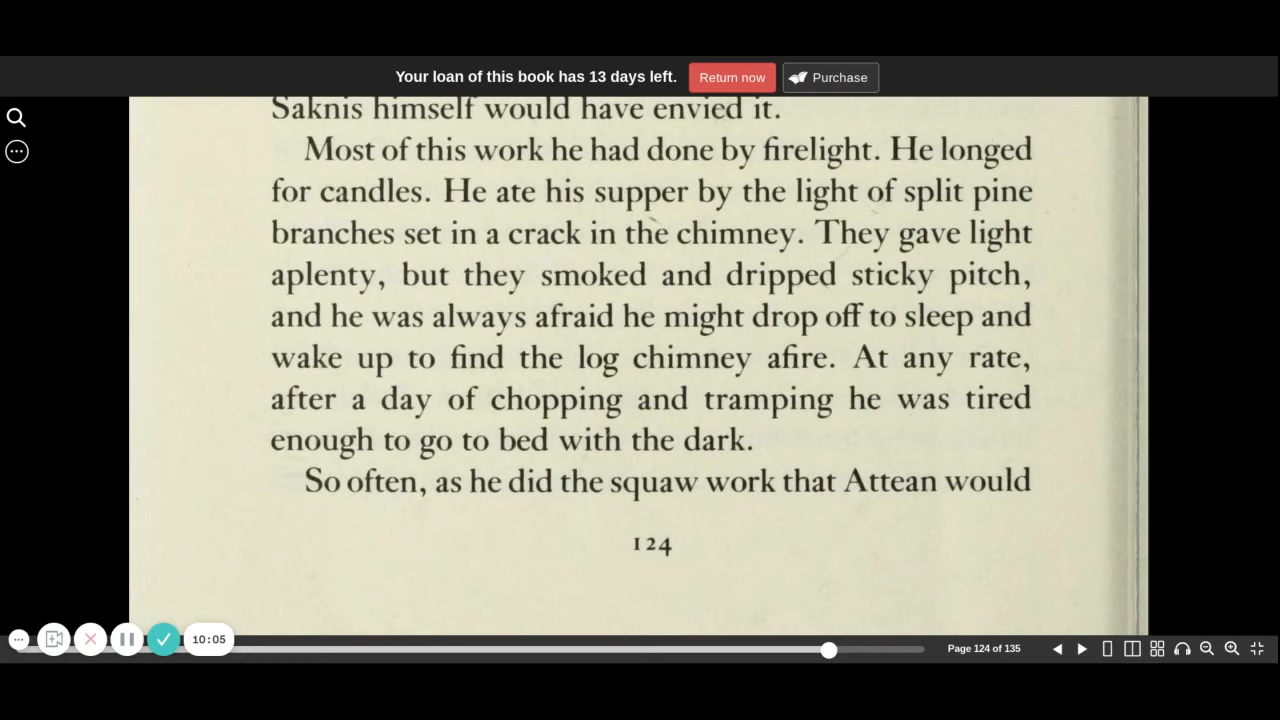 Your loan of this book has 13 days left. Return now Purchase
Saknis himself would have envied it.
Most of this work he had done by firelight. He longed
for candles. He ate his supper by the light of split pine
branches set in a crack in the chimney. They gave light
aplenty, but they smoked and dripped sticky pitch,
and he was always afraid he might drop off to sleep and
wake up to find the log chimney afire. At any rate,
after a day of chopping and tramping he was tired
enough to go to bed with the dark.
So often, as he did the squaw work that Attean would
124
10:05
Page 124 of 135